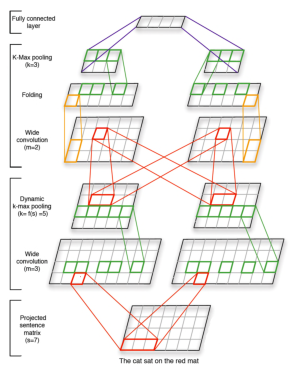 Fully connected
layer
K-Max pooling
(k=3)
Folding
Wide
convolution
(m=2)
Dynamic
k-max pooling
(k= f(s) =5)
Wide
convolution
(m=3)
Projected
sentence
matrix
(s=7)
The cat sat on the red mat